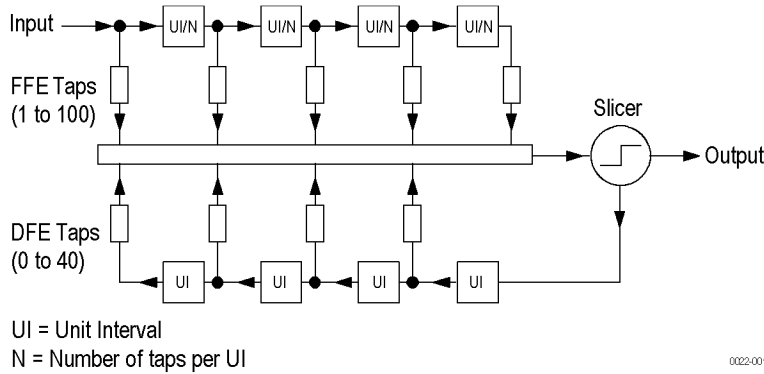 Input
UI/N UI/N UI/N UI/N
FFE Taps
(1 to 100)
Slicer
Output
DFE Taps
(0 to 40)
UI UI UI UI
UI = Unit Interval
N = Number of taps per UI